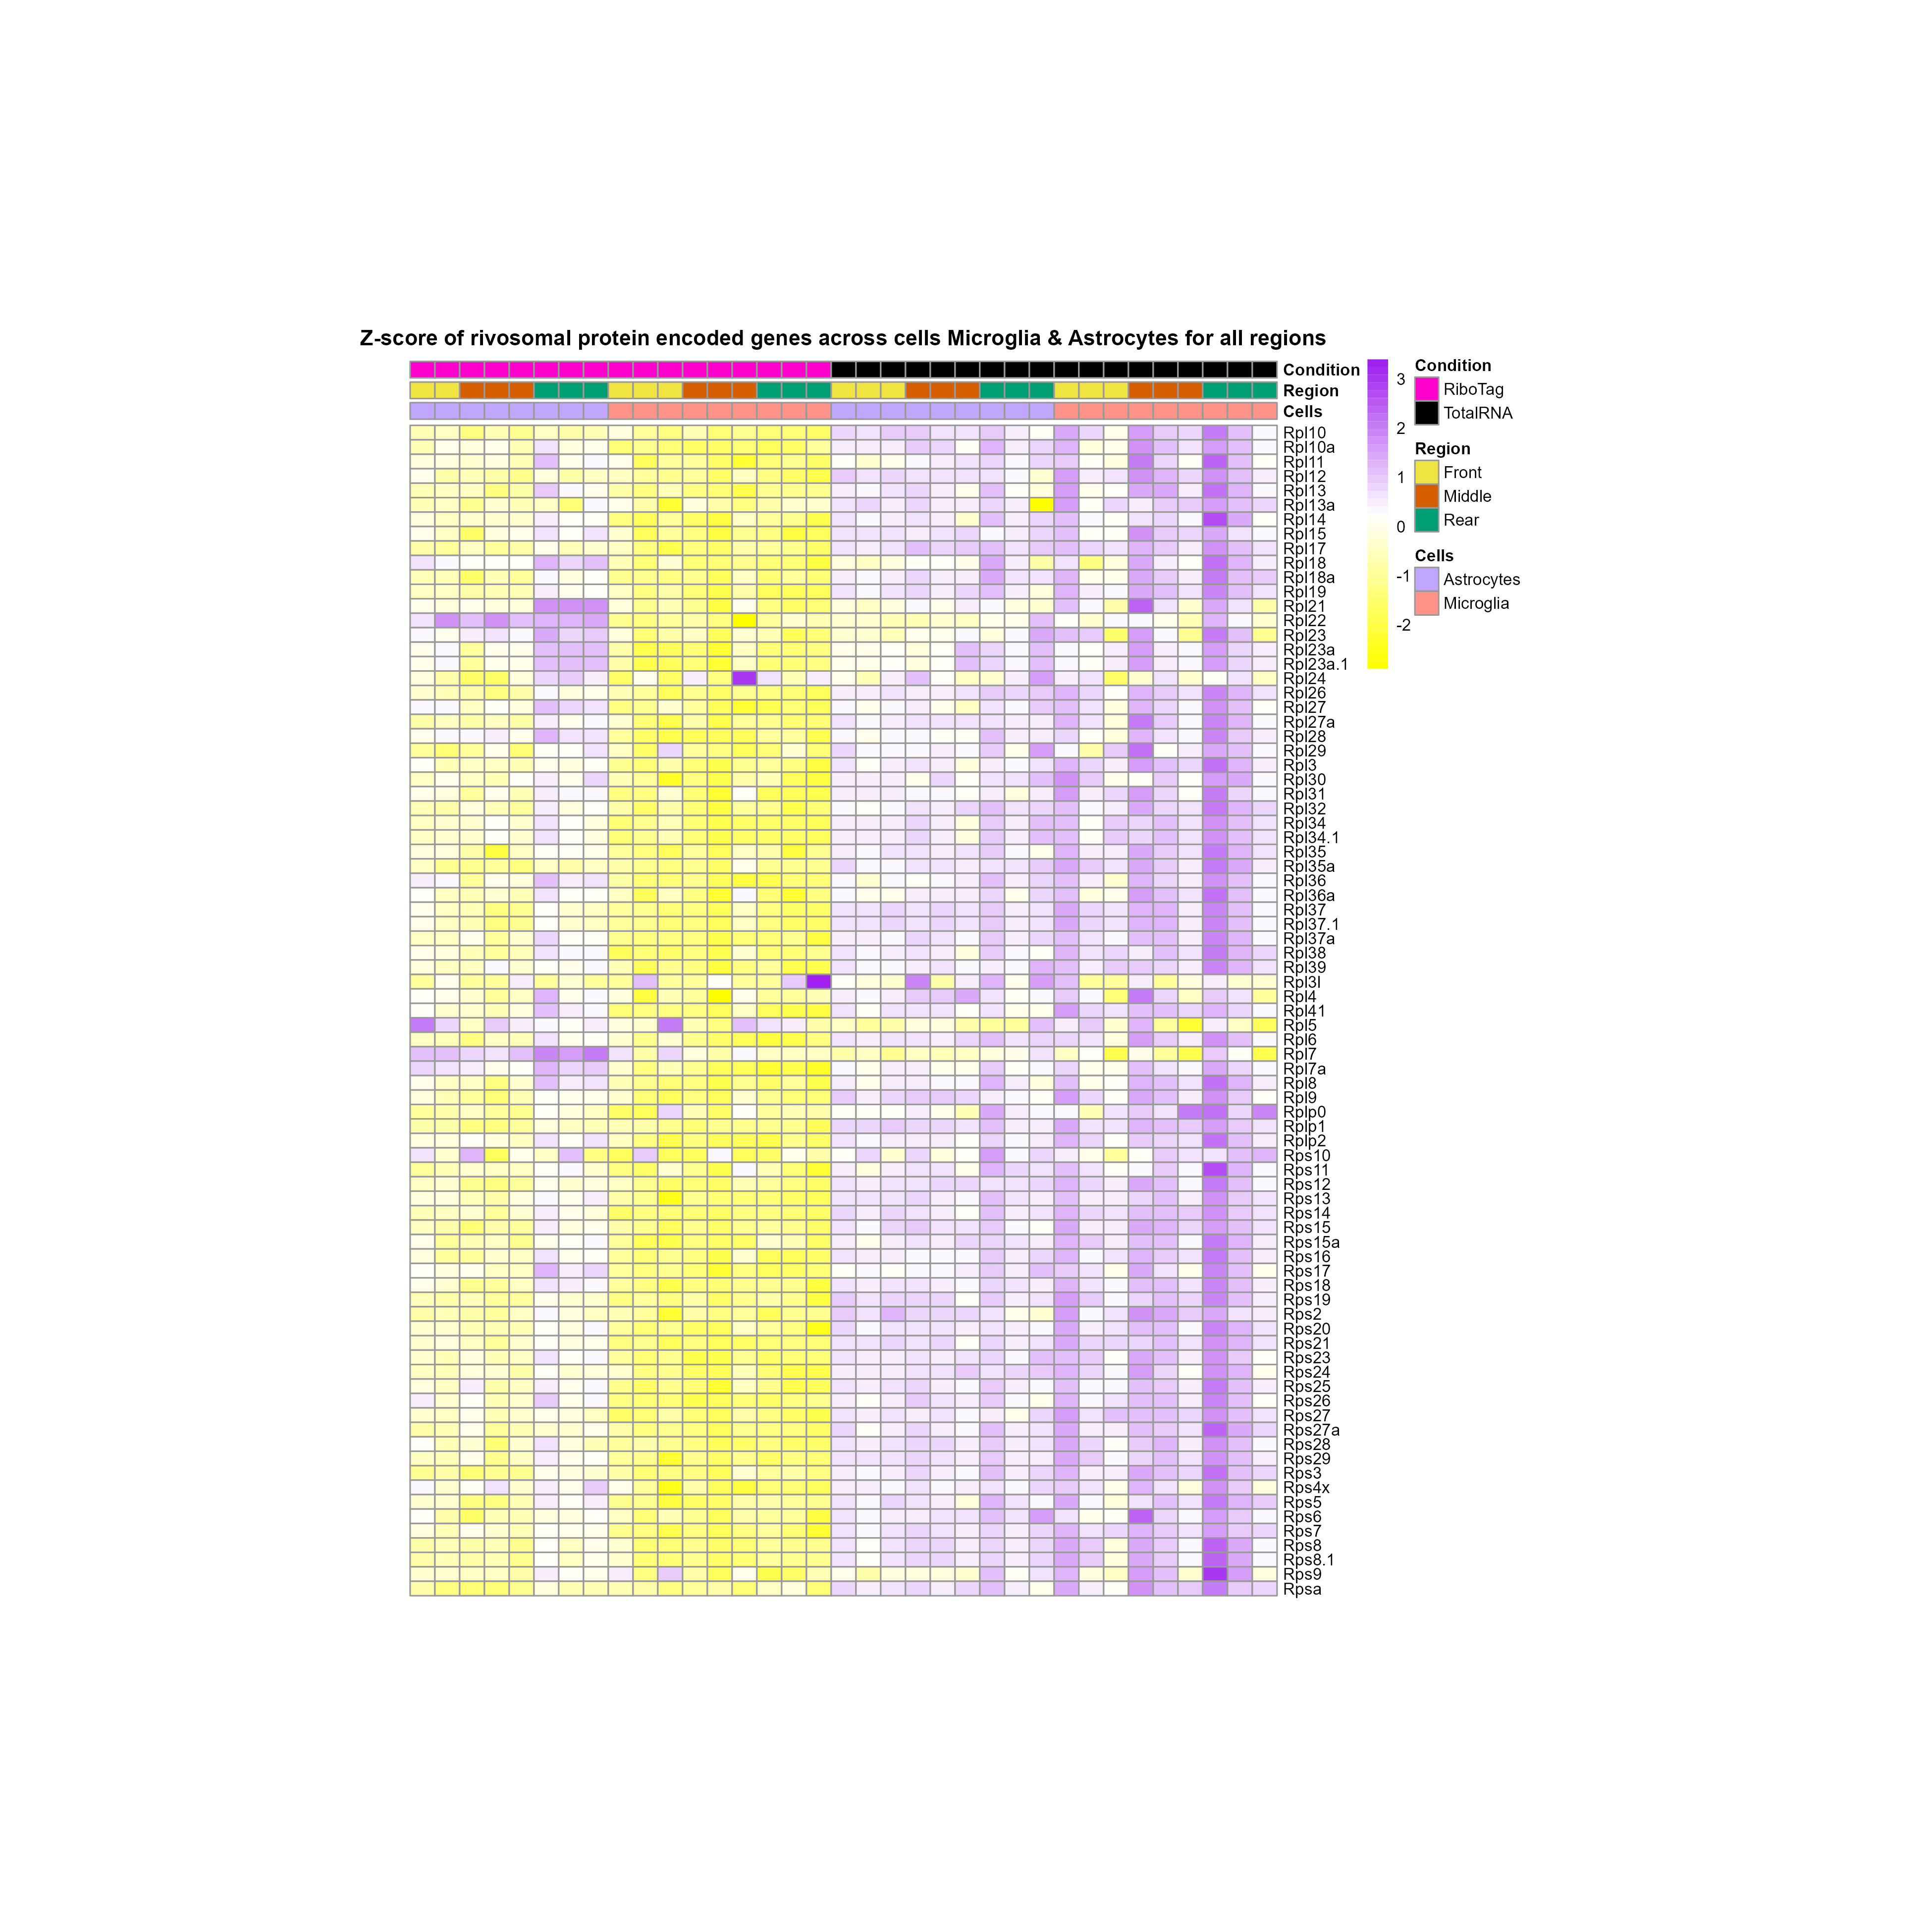 Z-score of rivosomal protein encoded genes across cells Microglia & Astrocytes for all regions
Condition
Region
Cells
Rpl10
Rpl10a
Rpl11
Rpl12
Rpl13
Rpl13a
Rpl14
Rpl15
Rpl17
Rpl18
Rpl18a
Rpl19
Rpl21
Rpl22
Rpl23
Rpl23a
Rpl23a.1
Rpl24
Rpl26
Rpl27
Rpl27a
Rpl28
Rpl29
Rpl3
Rpl30
Rpl31
Rpl32
Rpl34
Rpl34.1
Rpl35
Rpl35a
Rpl36
Rpl36a
Rpl37
Rpl37.1
Rpl37a
Rpl38
Rpl39
Rpl3l
Rpl4
Rpl41
Rpl5
Rpl6
Rpl7
Rpl7a
Rpl8
Rpl9
Rplp0
Rplp1
Rplp2
Rps10
Rps11
Rps12
Rps13
Rps14
Rps15
Rps15a
Rps16
Rps17
Rps18
Rps19
Rps2
Rps20
Rps21
Rps23
Rps24
Rps25
Rps26
Rps27
Rps27a
Rps28
Rps29
Rps3
Rps4x
Rps5
Rps6
Rps7
Rps8
Rps8.1
Rps9
Rpsa
3
2
1
0
-1
-2
Condition
RiboTag
TotalRNA
Region
Front
Middle
Rear
Cells
Astrocytes
Microglia